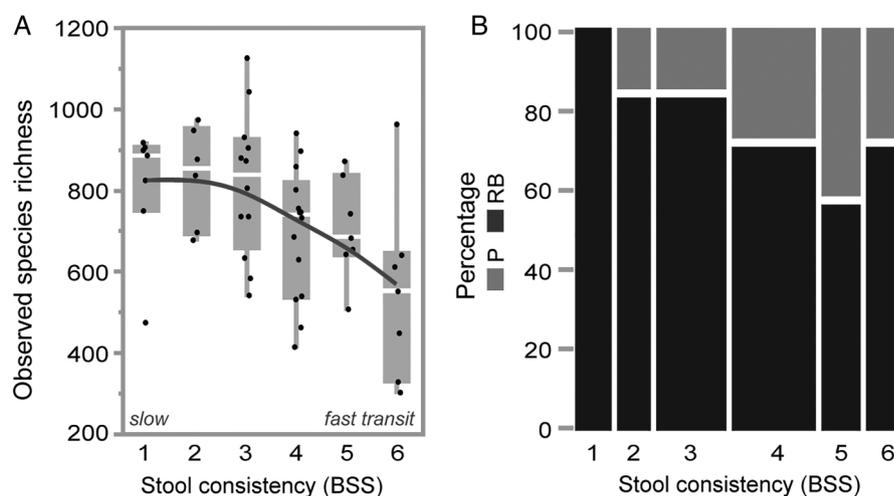 A
1200
1000
800
600
400
200
Observed species richness
slow
fast transit
1 2 3 4 5 6
Stool consistency (BSS)
B
100
80
60
40
20
0
Percentage
P RB
1 2 3 4 5 6
Stool consistency (BSS)